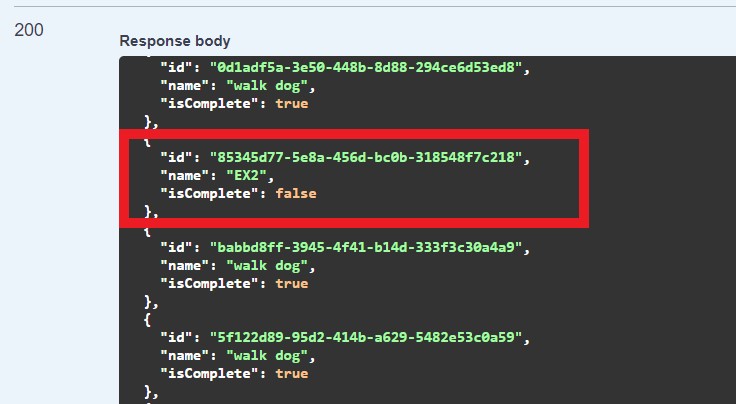 200
Response body
"id": "0d1adf5a-3e50-448b-8d88-294ce6d53ed8",
"name": "walk dog",
"isComplete": true
},
{
"id": "85345d77-5e8a-456d-bc0b-318548f7c218",
"name": "EX2",
"isComplete": false
},
{
"id": "babbd8ff-3945-4f41-b14d-333f3c30a4a9",
"name": "walk dog",
"isComplete": true
},
{
"id": "5f122d89-95d2-414b-a629-5482e53c0a59",
"name": "walk dog",
"isComplete": true
},